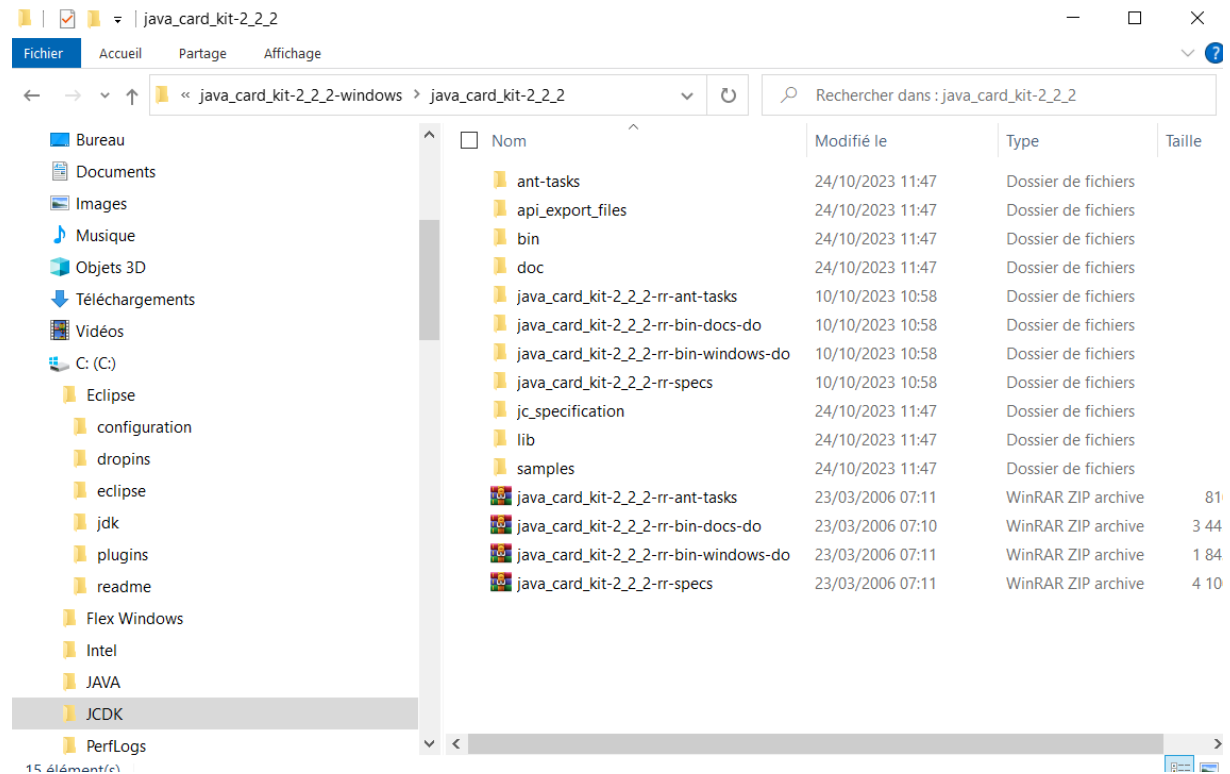 java_card_kit-2_2_2
Fichier Accueil Partage Affichage
« java_card_kit-2_2_2-windows > java_card_kit-2_2_2 Rechercher dans : java_card_kit-2_2_2
Bureau
Documents
Images
Musique
Objets 3D
Téléchargements
Vidéos
C: (C:)
Eclipse
configuration
dropins
eclipse
jdk
plugins
readme
Flex Windows
Intel
JAVA
JCDK
PerfLogs
Nom Modifié le Type Taille
ant-tasks 24/10/2023 11:47 Dossier de fichiers
api_export_files 24/10/2023 11:47 Dossier de fichiers
bin 24/10/2023 11:47 Dossier de fichiers
doc 24/10/2023 11:47 Dossier de fichiers
java_card_kit-2_2_2-rr-ant-tasks 10/10/2023 10:58 Dossier de fichiers
java_card_kit-2_2_2-rr-bin-docs-do 10/10/2023 10:58 Dossier de fichiers
java_card_kit-2_2_2-rr-bin-windows-do 10/10/2023 10:58 Dossier de fichiers
java_card_kit-2_2_2-rr-specs 10/10/2023 10:58 Dossier de fichiers
jc_specification 24/10/2023 11:47 Dossier de fichiers
lib 24/10/2023 11:47 Dossier de fichiers
samples 24/10/2023 11:47 Dossier de fichiers
java_card_kit-2_2_2-rr-ant-tasks 23/03/2006 07:11 WinRAR ZIP archive 81
java_card_kit-2_2_2-rr-bin-docs-do 23/03/2006 07:10 WinRAR ZIP archive 3 44
java_card_kit-2_2_2-rr-bin-windows-do 23/03/2006 07:11 WinRAR ZIP archive 1 84
java_card_kit-2_2_2-rr-specs 23/03/2006 07:11 WinRAR ZIP archive 4 10
15 élément(s)